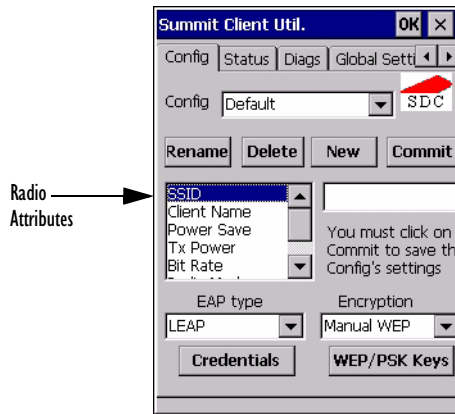 Summit Client Util. OK
Config Status Diags Global Setti
Config Default SDC
Rename Delete New Commit
Radio
Attributes
SSID
Client Name
Power Save
Tx Power
Bit Rate
You must click on
Commit to save th
Config's settings
EAP type Encryption
LEAP Manual WEP
Credentials WEP/PSK Keys